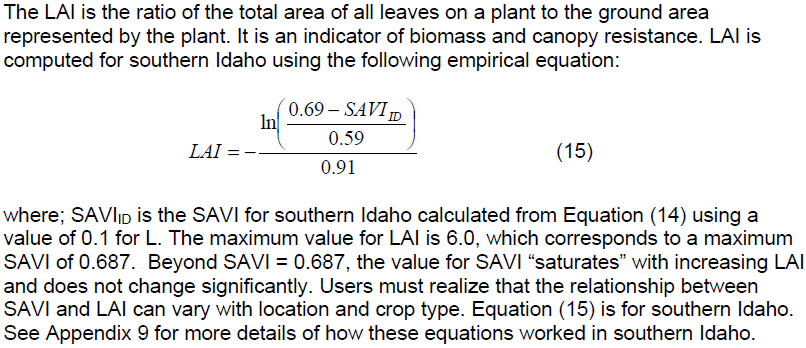 The LAI is the ratio of the total area of all leaves on a plant to the ground area
represented by the plant. It is an indicator of biomass and canopy resistance. LAI is
computed for southern Idaho using the following empirical equation:
LAI = -\frac{\ln\left(\frac{0.69 - SAVI_{ID}}{0.59}\right)}{0.91} (15)
where; SAVI_{ID} is the SAVI for southern Idaho calculated from Equation (14) using a
value of 0.1 for L. The maximum value for LAI is 6.0, which corresponds to a maximum
SAVI of 0.687.  Beyond SAVI = 0.687, the value for SAVI “saturates” with increasing LAI
and does not change significantly. Users must realize that the relationship between
SAVI and LAI can vary with location and crop type. Equation (15) is for southern Idaho.
See Appendix 9 for more details of how these equations worked in southern Idaho.